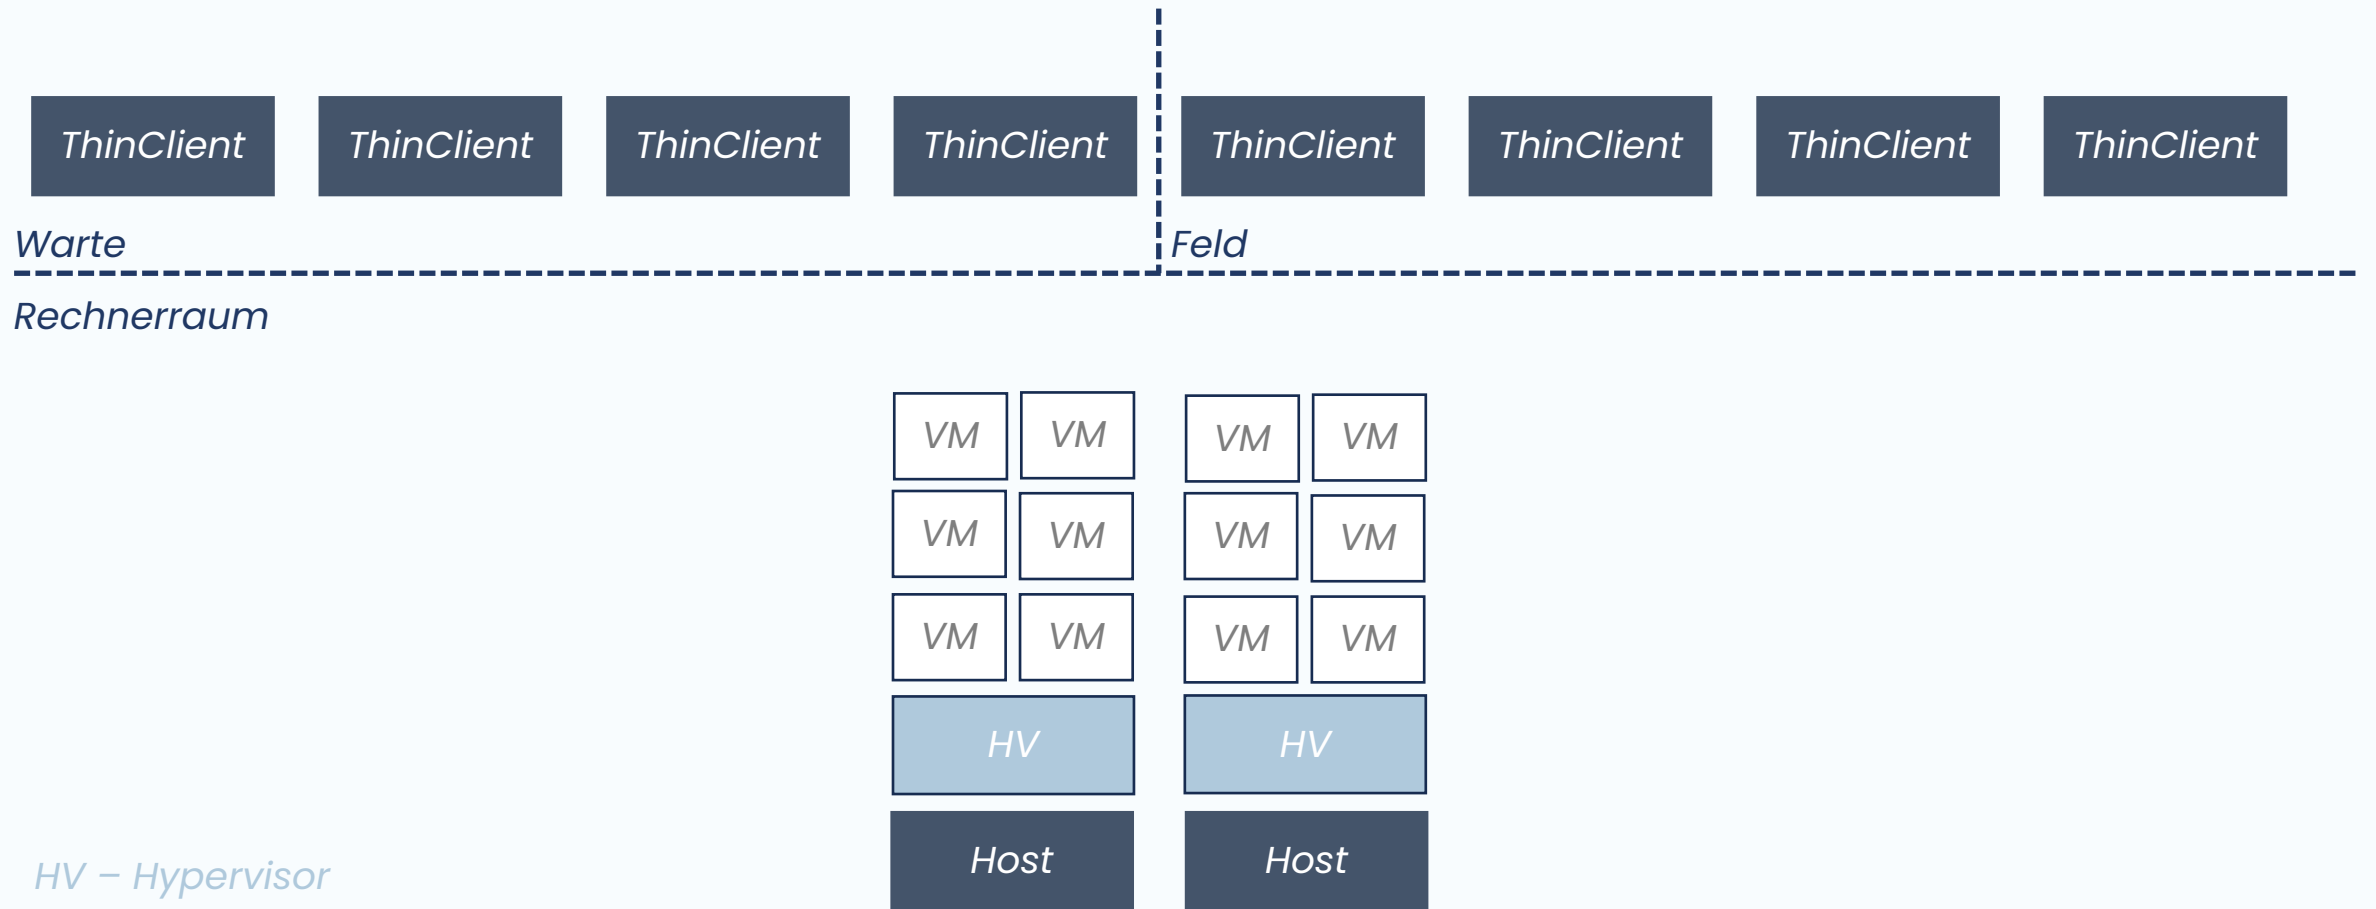 ThinClient ThinClient ThinClient ThinClient ThinClient ThinClient ThinClient ThinClient
Warte Feld
Rechnerraum
VM VM VM VM
VM VM VM VM
VM VM VM VM
HV HV
Host Host
HV – Hypervisor